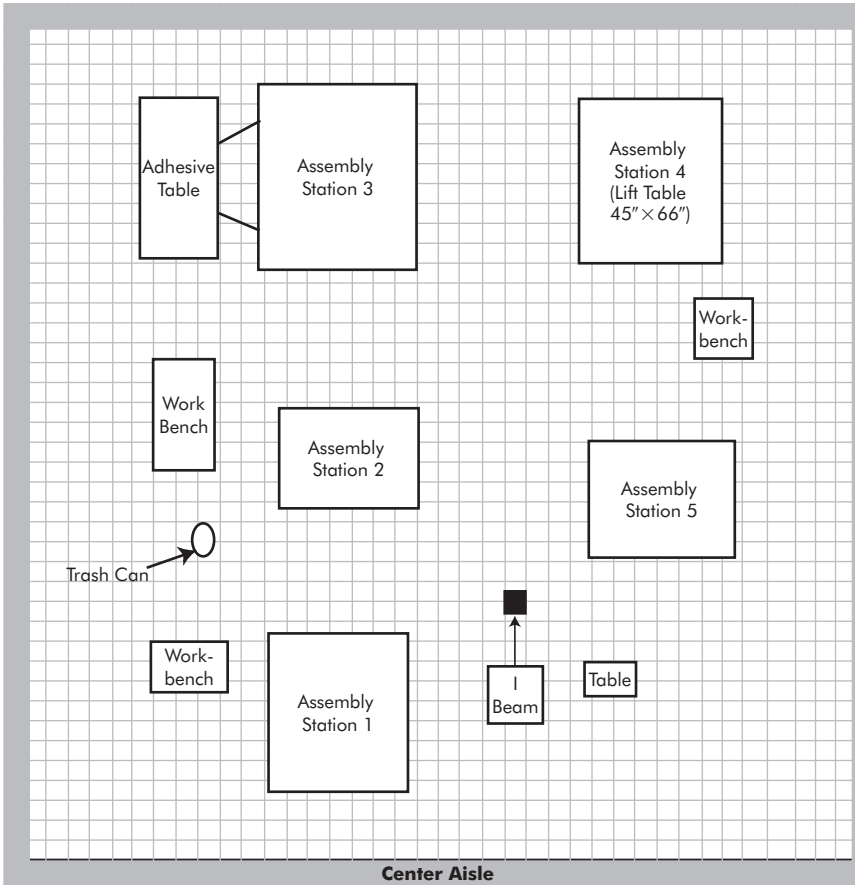 Adhesive
Table
Assembly
Station 3
Assembly
Station 4
(Lift Table
45″×66″)
Work-
bench
Work
Bench
Assembly
Station 2
Assembly
Station 5
Trash Can
Work-
bench
Assembly
Station 1
I
Beam
Table
Center Aisle